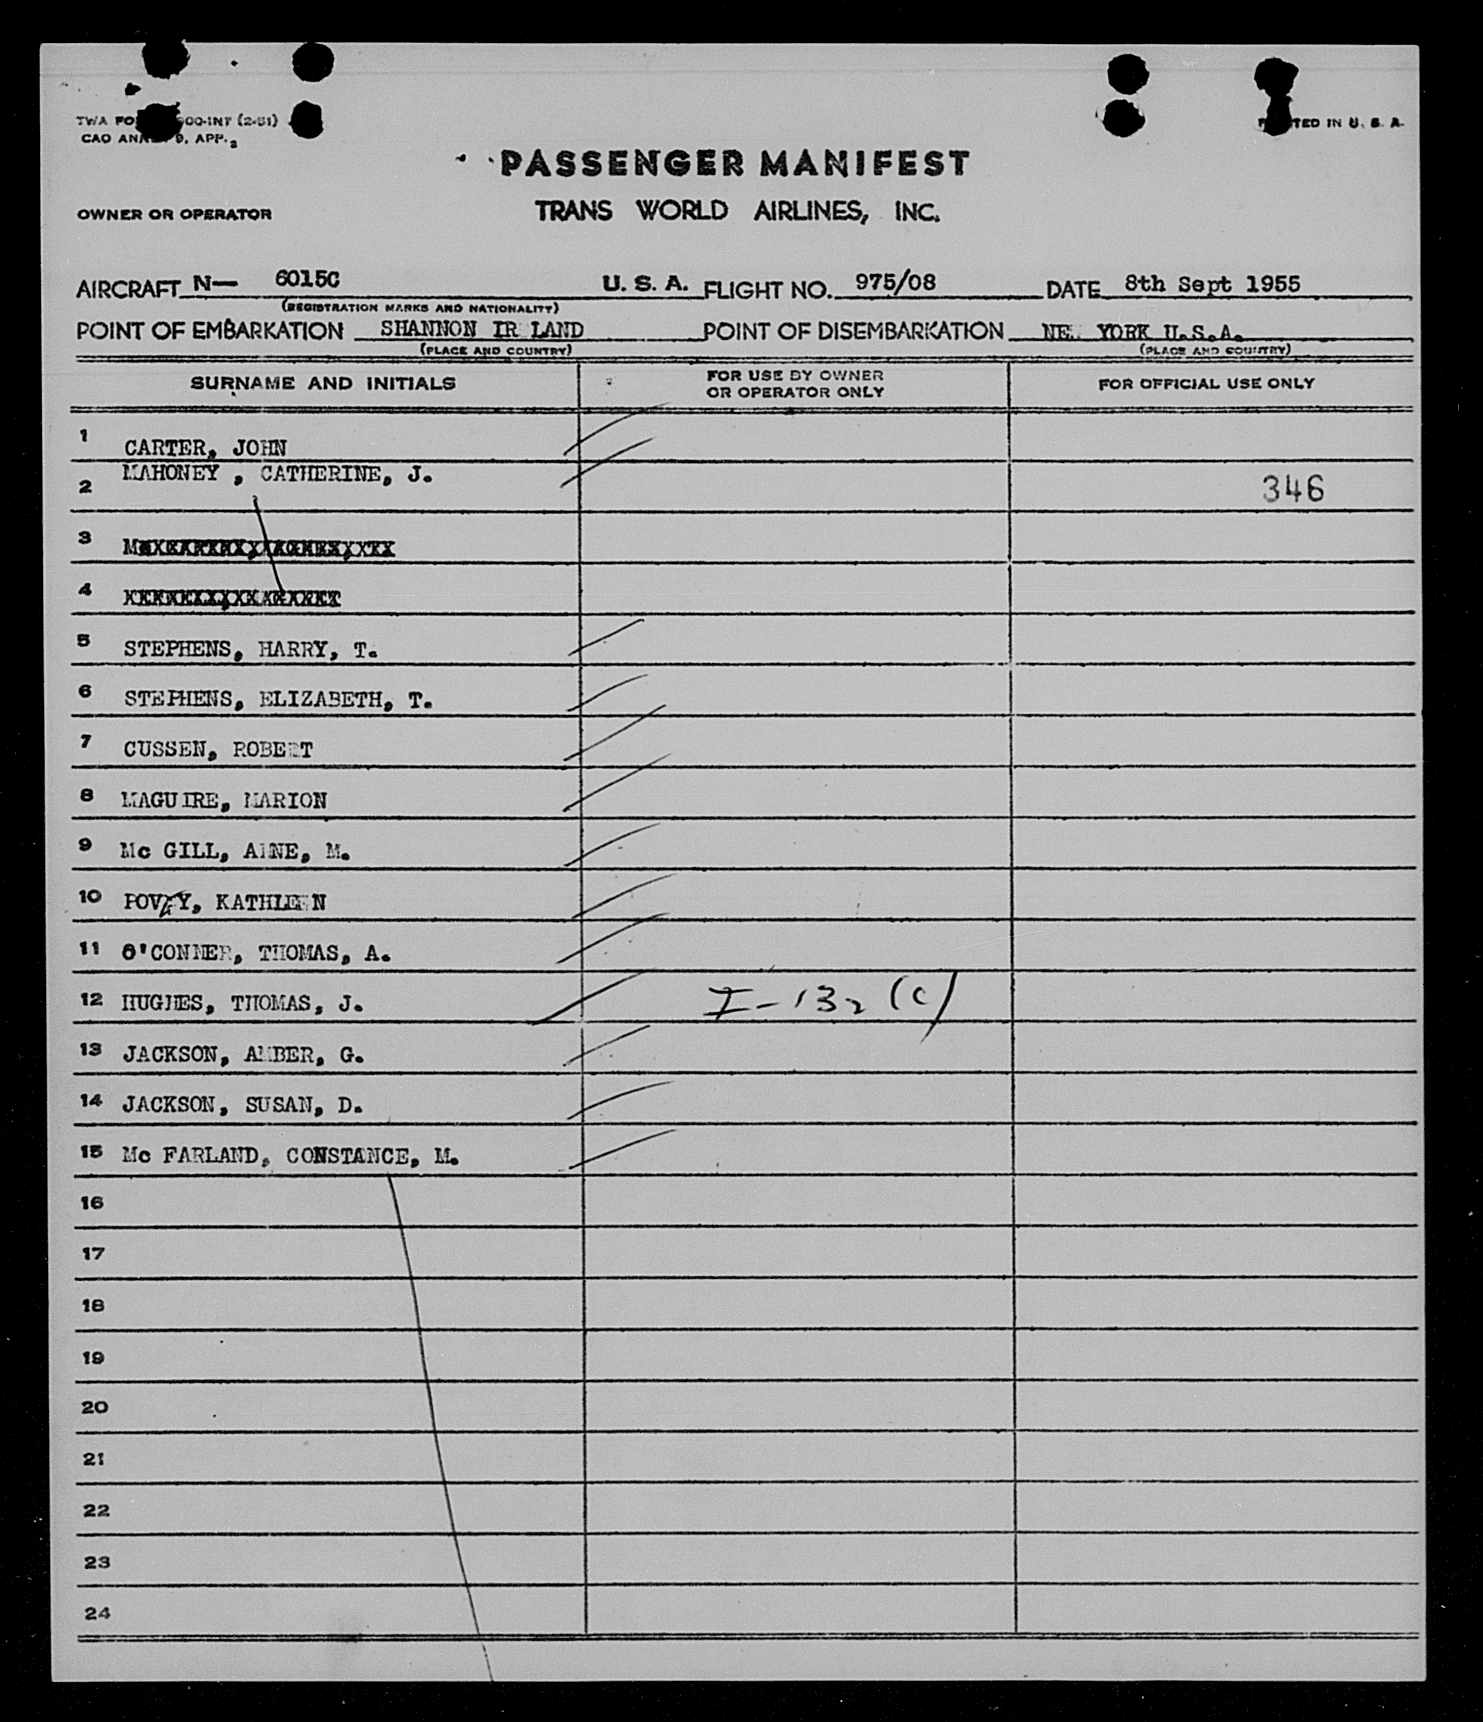 TWA FO 00-INT (2-51)
PRINTED IN U. S. A.
CAO ANNEX 9, APP. 2
PASSENGER MANIFEST
OWNER OR OPERATOR
TRANS WORLD AIRLINES, INC.
AIRCRAFT N— 6015C U. S. A. FLIGHT NO. 975/08 DATE 8th Sept 1955
(REGISTRATION MARKS AND NATIONALITY)
POINT OF EMBARKATION SHANNON IR LAND POINT OF DISEMBARKATION NE YORK U.S.A.
(PLACE AND COUNTRY) (PLACE AND COUNTRY)
SURNAME AND INITIALS FOR USE BY OWNER OR OPERATOR ONLY FOR OFFICIAL USE ONLY
1 CARTER, JOHN
2 MAHONEY , CATHERINE, J. 346
3
4
5 STEPHENS, HARRY, T.
6 STEPHENS, ELIZABETH, T.
7 CUSSEN, ROBERT
8 MAGUIRE, MARION
9 Mc GILL, ANNE, M.
10 POVEY, KATHLEEN
11 O'CONNER, THOMAS, A.
12 HUGHES, THOMAS, J. I-132 (c)
13 JACKSON, AMBER, G.
14 JACKSON, SUSAN, D.
15 Mc FARLAND, CONSTANCE, M.
16
17
18
19
20
21
22
23
24